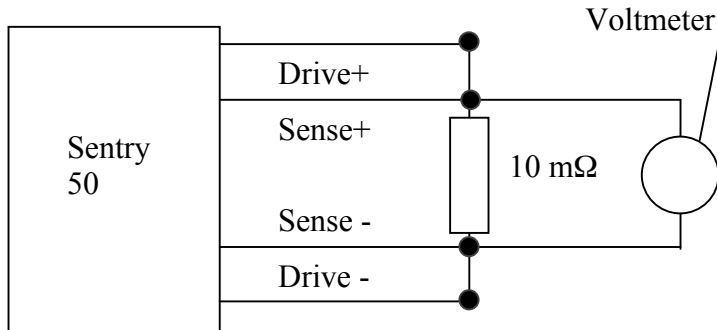 Voltmeter
Drive+
Sense+
Sentry
50
10 mΩ
Sense -
Drive -